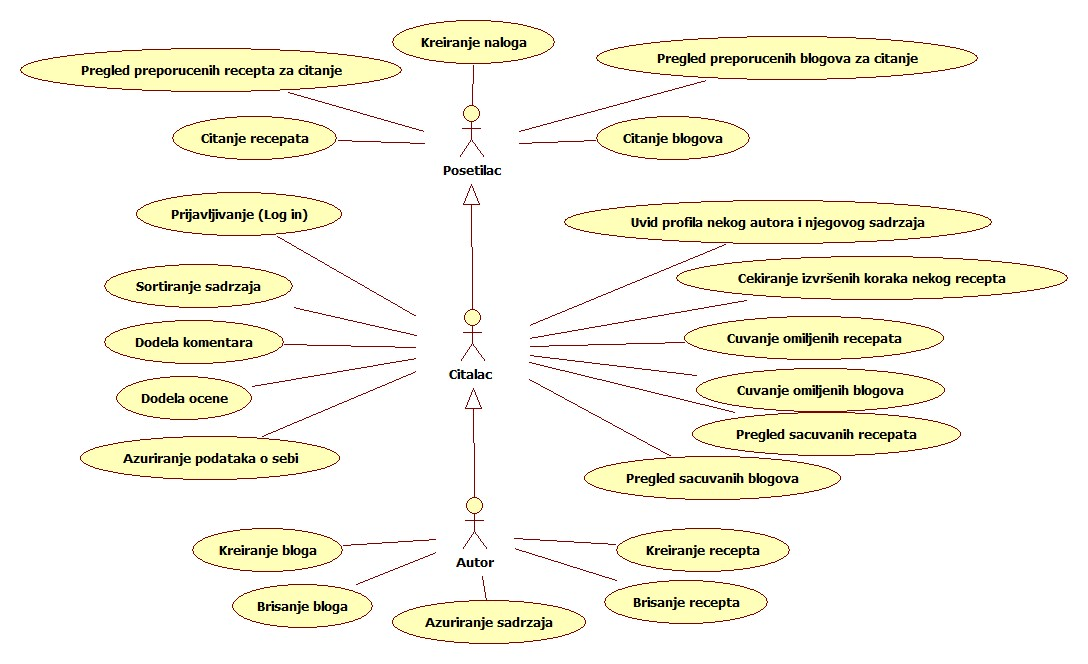 Kreiranje naloga
Pregled preporucenih recepta za citanje
Pregled preporucenih blogova za citanje
Citanje recepata
Citanje blogova
Posetilac
Prijavljivanje (Log in)
Uvid profila nekog autora i njegovog sadrzaja
Sortiranje sadrzaja
Cekiranje izvršenih koraka nekog recepta
Dodela komentara
Cuvanje omiljenih recepata
Citalac
Dodela ocene
Cuvanje omiljenih blogova
Pregled sacuvanih recepata
Azuriranje podataka o sebi
Pregled sacuvanih blogova
Kreiranje bloga
Kreiranje recepta
Autor
Brisanje bloga
Brisanje recepta
Azuriranje sadrzaja